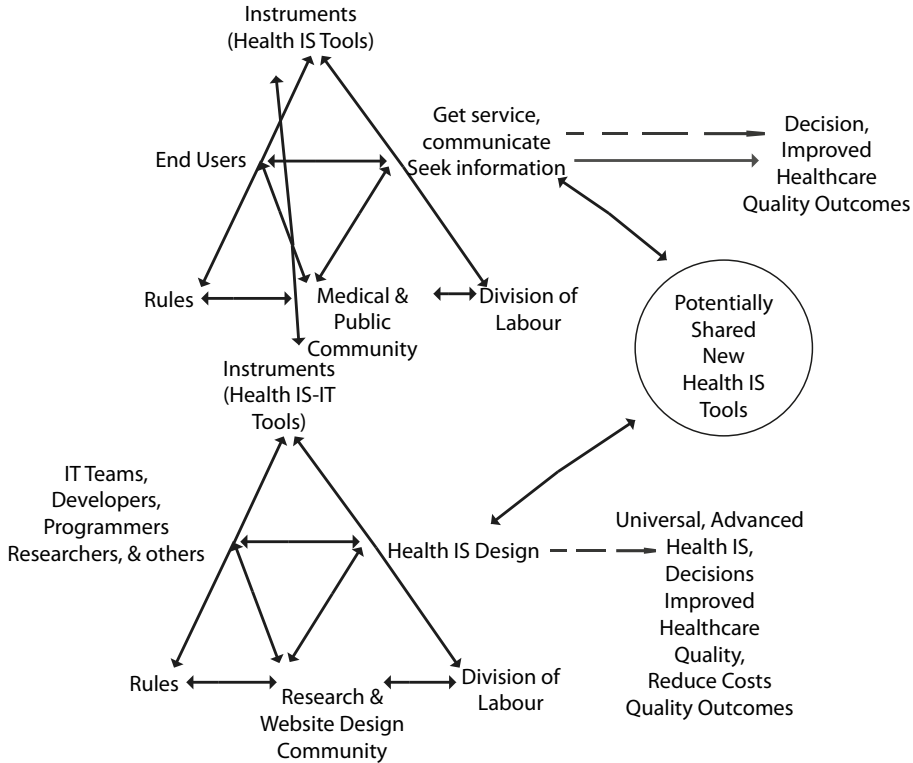 Instruments
(Health IS Tools)
Get service,
communicate
Seek information
Decision,
Improved
Healthcare
Quality Outcomes
End Users
Rules
Medical &
Public
Community
Division of
Labour
Potentially
Shared
New
Health IS
Tools
Instruments
(Health IS-IT
Tools)
IT Teams,
Developers,
Programmers
Researchers, & others
Health IS Design
Universal, Advanced
Health IS,
Decisions
Improved
Healthcare
Quality,
Reduce Costs
Quality Outcomes
Rules
Research &
Website Design
Community
Division of
Labour